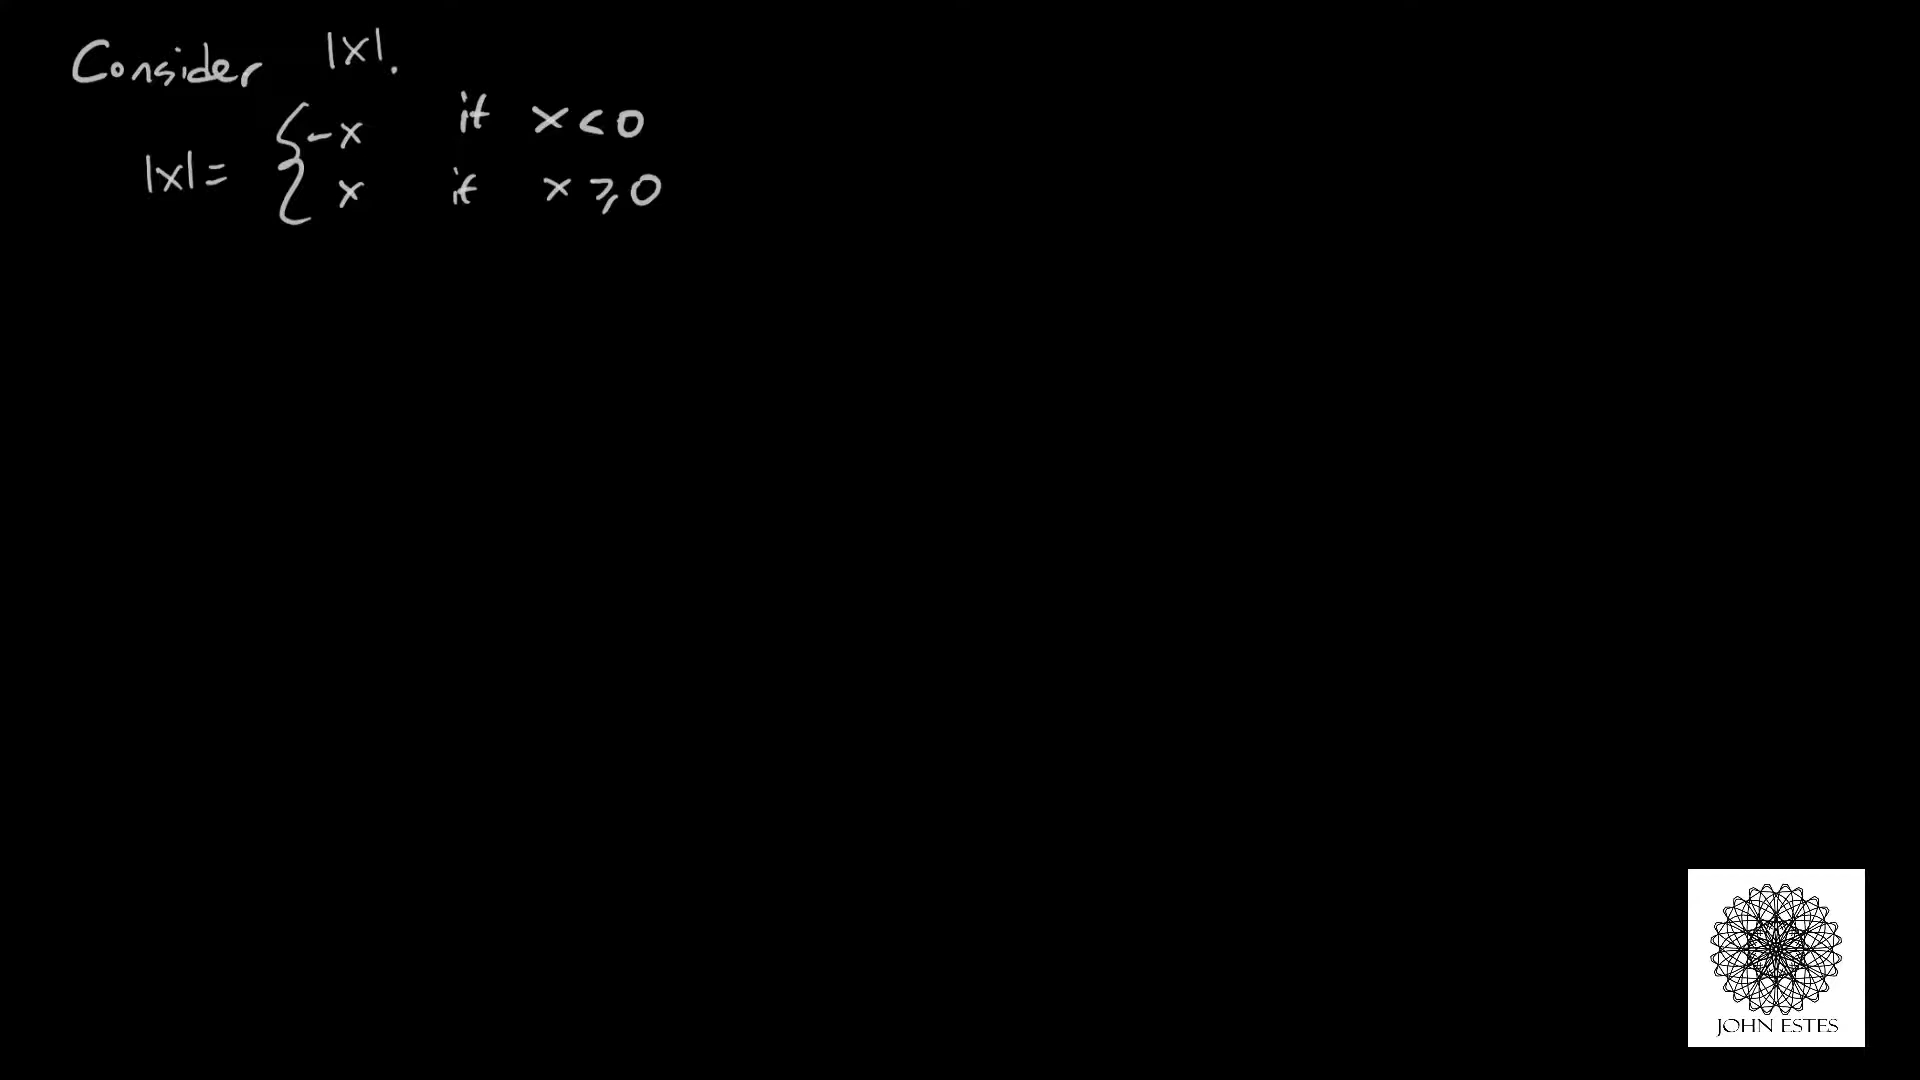 Consider |x|.
|x| = { -x if x < 0
x if x ⩾ 0
JOHN ESTES